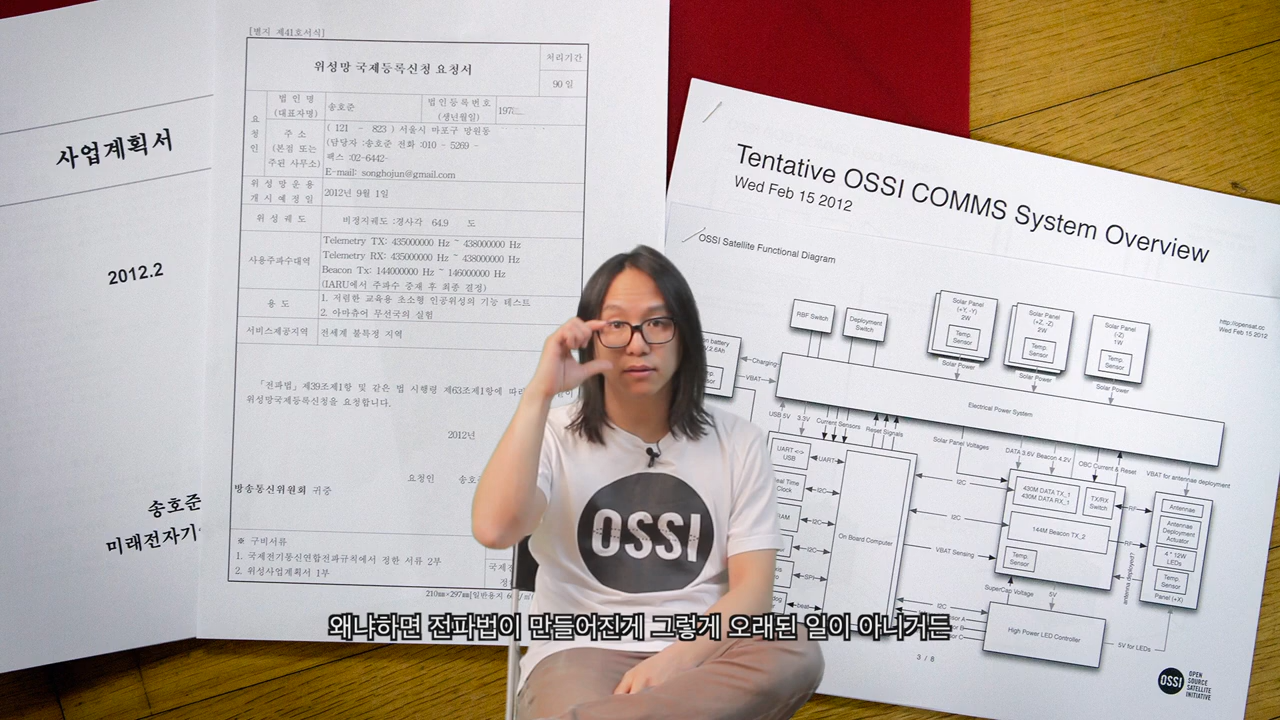 사업계획서
2012.2
송호준
미래전자기
[별지 제41호서식]
위성망 국제등록신청 요청서
처리기간
90 일
요청인
법 인 명
(대표자명)
송호준
법인등록번호
(생년월일)
197
주 소
(본점 또는
주된 사무소)
( 121 - 823 ) 서울시 마포구 망원동
(담당자 :송호준 전화 :010 - 5269 -
팩스 :02-6442-
E-mail: songhojun@gmail.com
위 성 망 운 용
개 시 예 정 일
2012년 9월 1일
위 성 궤 도
비정지궤도 :경사각 64.9 도
사용주파수대역
Telemetry TX: 435000000 Hz ~ 438000000 Hz
Telemetry RX: 435000000 Hz ~ 438000000 Hz
Beacon Tx: 144000000 Hz ~ 146000000 Hz
(IARU에서 주파수 중재 후 최종 결정)
용 도
1. 저렴한 교육용 초소형 인공위성의 기능 테스트
2. 아마츄어 무선국의 실험
서비스제공지역
전세계 불특정 지역
「전파법」제39조제1항 및 같은 법 시행령 제63조제1항에 따라
위성망국제등록신청을 요청합니다.
2012년
요청인 송호
방송통신위원회 귀중
※ 구비서류
1. 국제전기통신연합전파규칙에서 정한 서류 2부
2. 위성사업계획서 1부
210㎜×297㎜[일반용지 60g/㎡
Tentative OSSI COMMS System Overview
Wed Feb 15 2012
OSSI Satellite Functional Diagram
http://opensat.cc
Wed Feb 15 2012
RBF Switch
Deployment
Switch
Solar Panel
(+Y, -Y)
2W
Temp.
Sensor
Solar Panel
(+Z, -Z)
2W
Temp.
Sensor
Solar Panel
(-Z)
1W
Temp.
Sensor
Solar Power
Solar Power
Solar Power
on battery
2.6Ah
Charging
VBAT
Electrical Power System
USB 5V
3.3V
Current Sensors
Reset Signals
Solar Panel Voltages
DATA 3.6V
Beacon 4.2V
OBC Current & Reset
VBAT for antennae deployment
UART <->
USB
UART
Real Time
Clock
I2C
I2C
I2C
SPI
beat
On Board Computer
I2C
I2C
VBAT Sensing
I2C
430M DATA TX_1
430M DATA RX_1
TX/RX
Switch
144M Beacon TX_2
Temp.
Sensor
RF
RF
antenna deployed?
Antennae
Antennae
Deployment
Actuator
4 * 12W
LEDs
Temp.
Sensor
Panel (+X)
SuperCap Voltage
5V
High Power LED Controller
5V for LEDs
3 / 8
OSSI
OPEN
SOURCE
SATELLITE
INITIATIVE
OSSI
왜냐하면 전파법이 만들어진게 그렇게 오래된 일이 아니거든